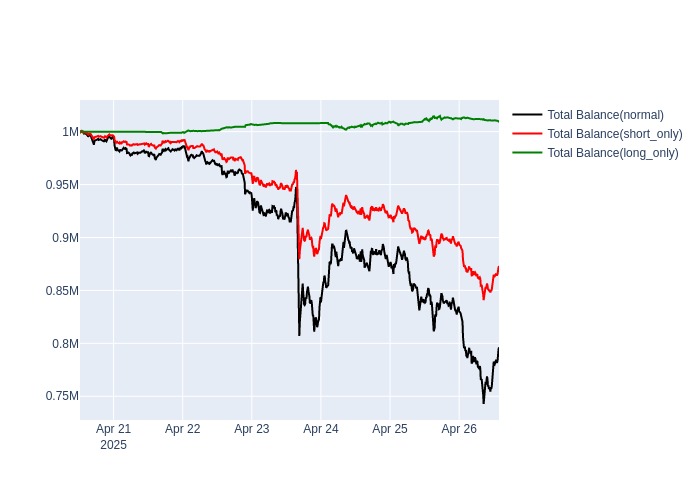 Total Balance(normal)
Total Balance(short_only)
Total Balance(long_only)
1M
0.95M
0.9M
0.85M
0.8M
0.75M
Apr 21 Apr 22 Apr 23 Apr 24 Apr 25 Apr 26
2025